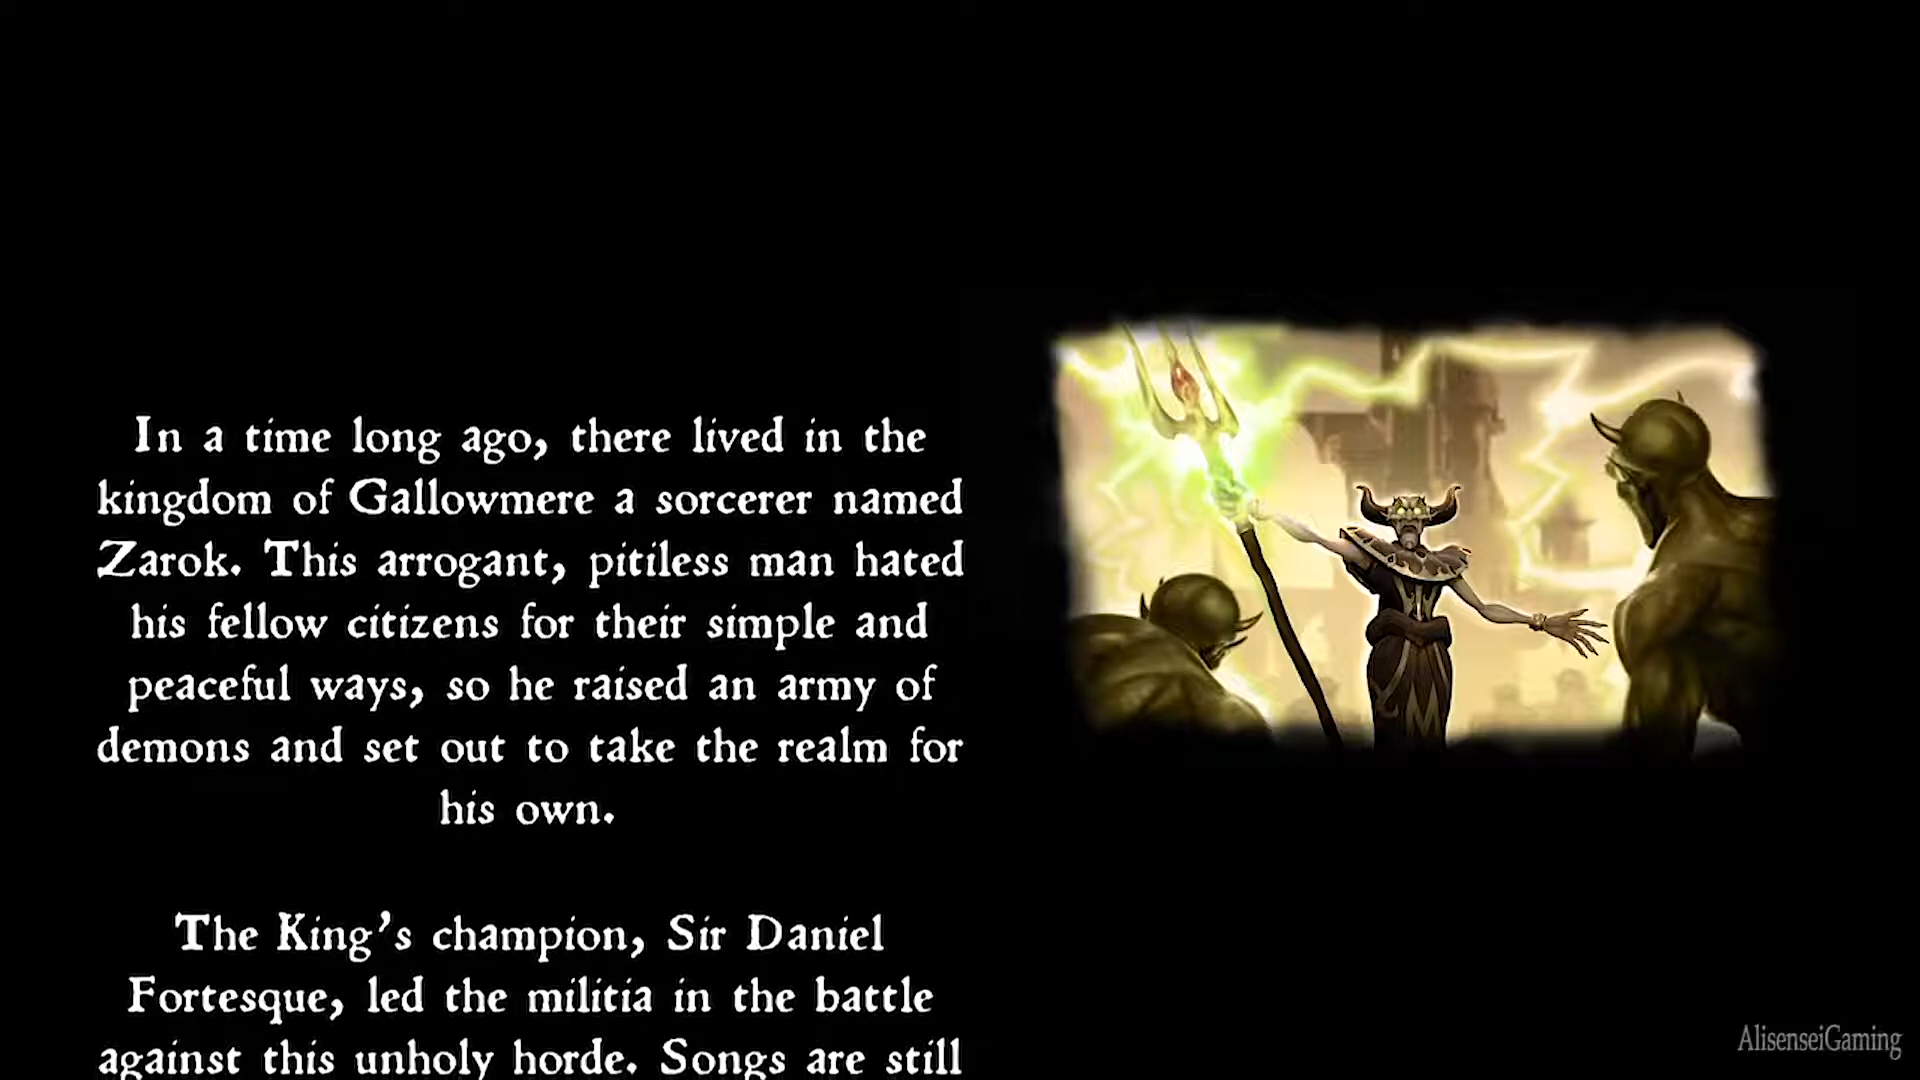 In a time long ago, there lived in the
kingdom of Gallowmere a sorcerer named
Zarok. This arrogant, pitiless man hated
his fellow citizens for their simple and
peaceful ways, so he raised an army of
demons and set out to take the realm for
his own.
The King's champion, Sir Daniel
Fortesque, led the militia in the battle
against this unholy horde. Songs are still
AlisenseiGaming